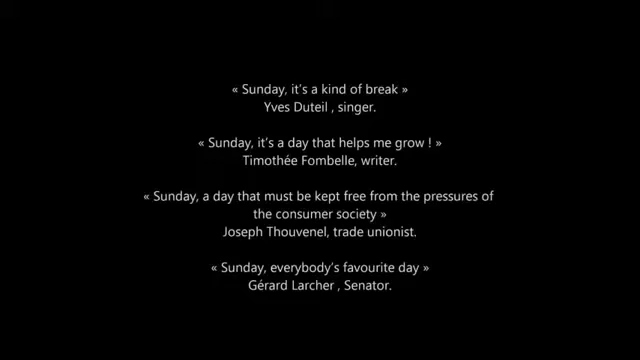 « Sunday, it's a kind of break »
Yves Duteil , singer.
« Sunday, it's a day that helps me grow ! »
Timothée Fombelle, writer.
« Sunday, a day that must be kept free from the pressures of
the consumer society »
Joseph Thouvenel, trade unionist.
« Sunday, everybody's favourite day »
Gérard Larcher , Senator.